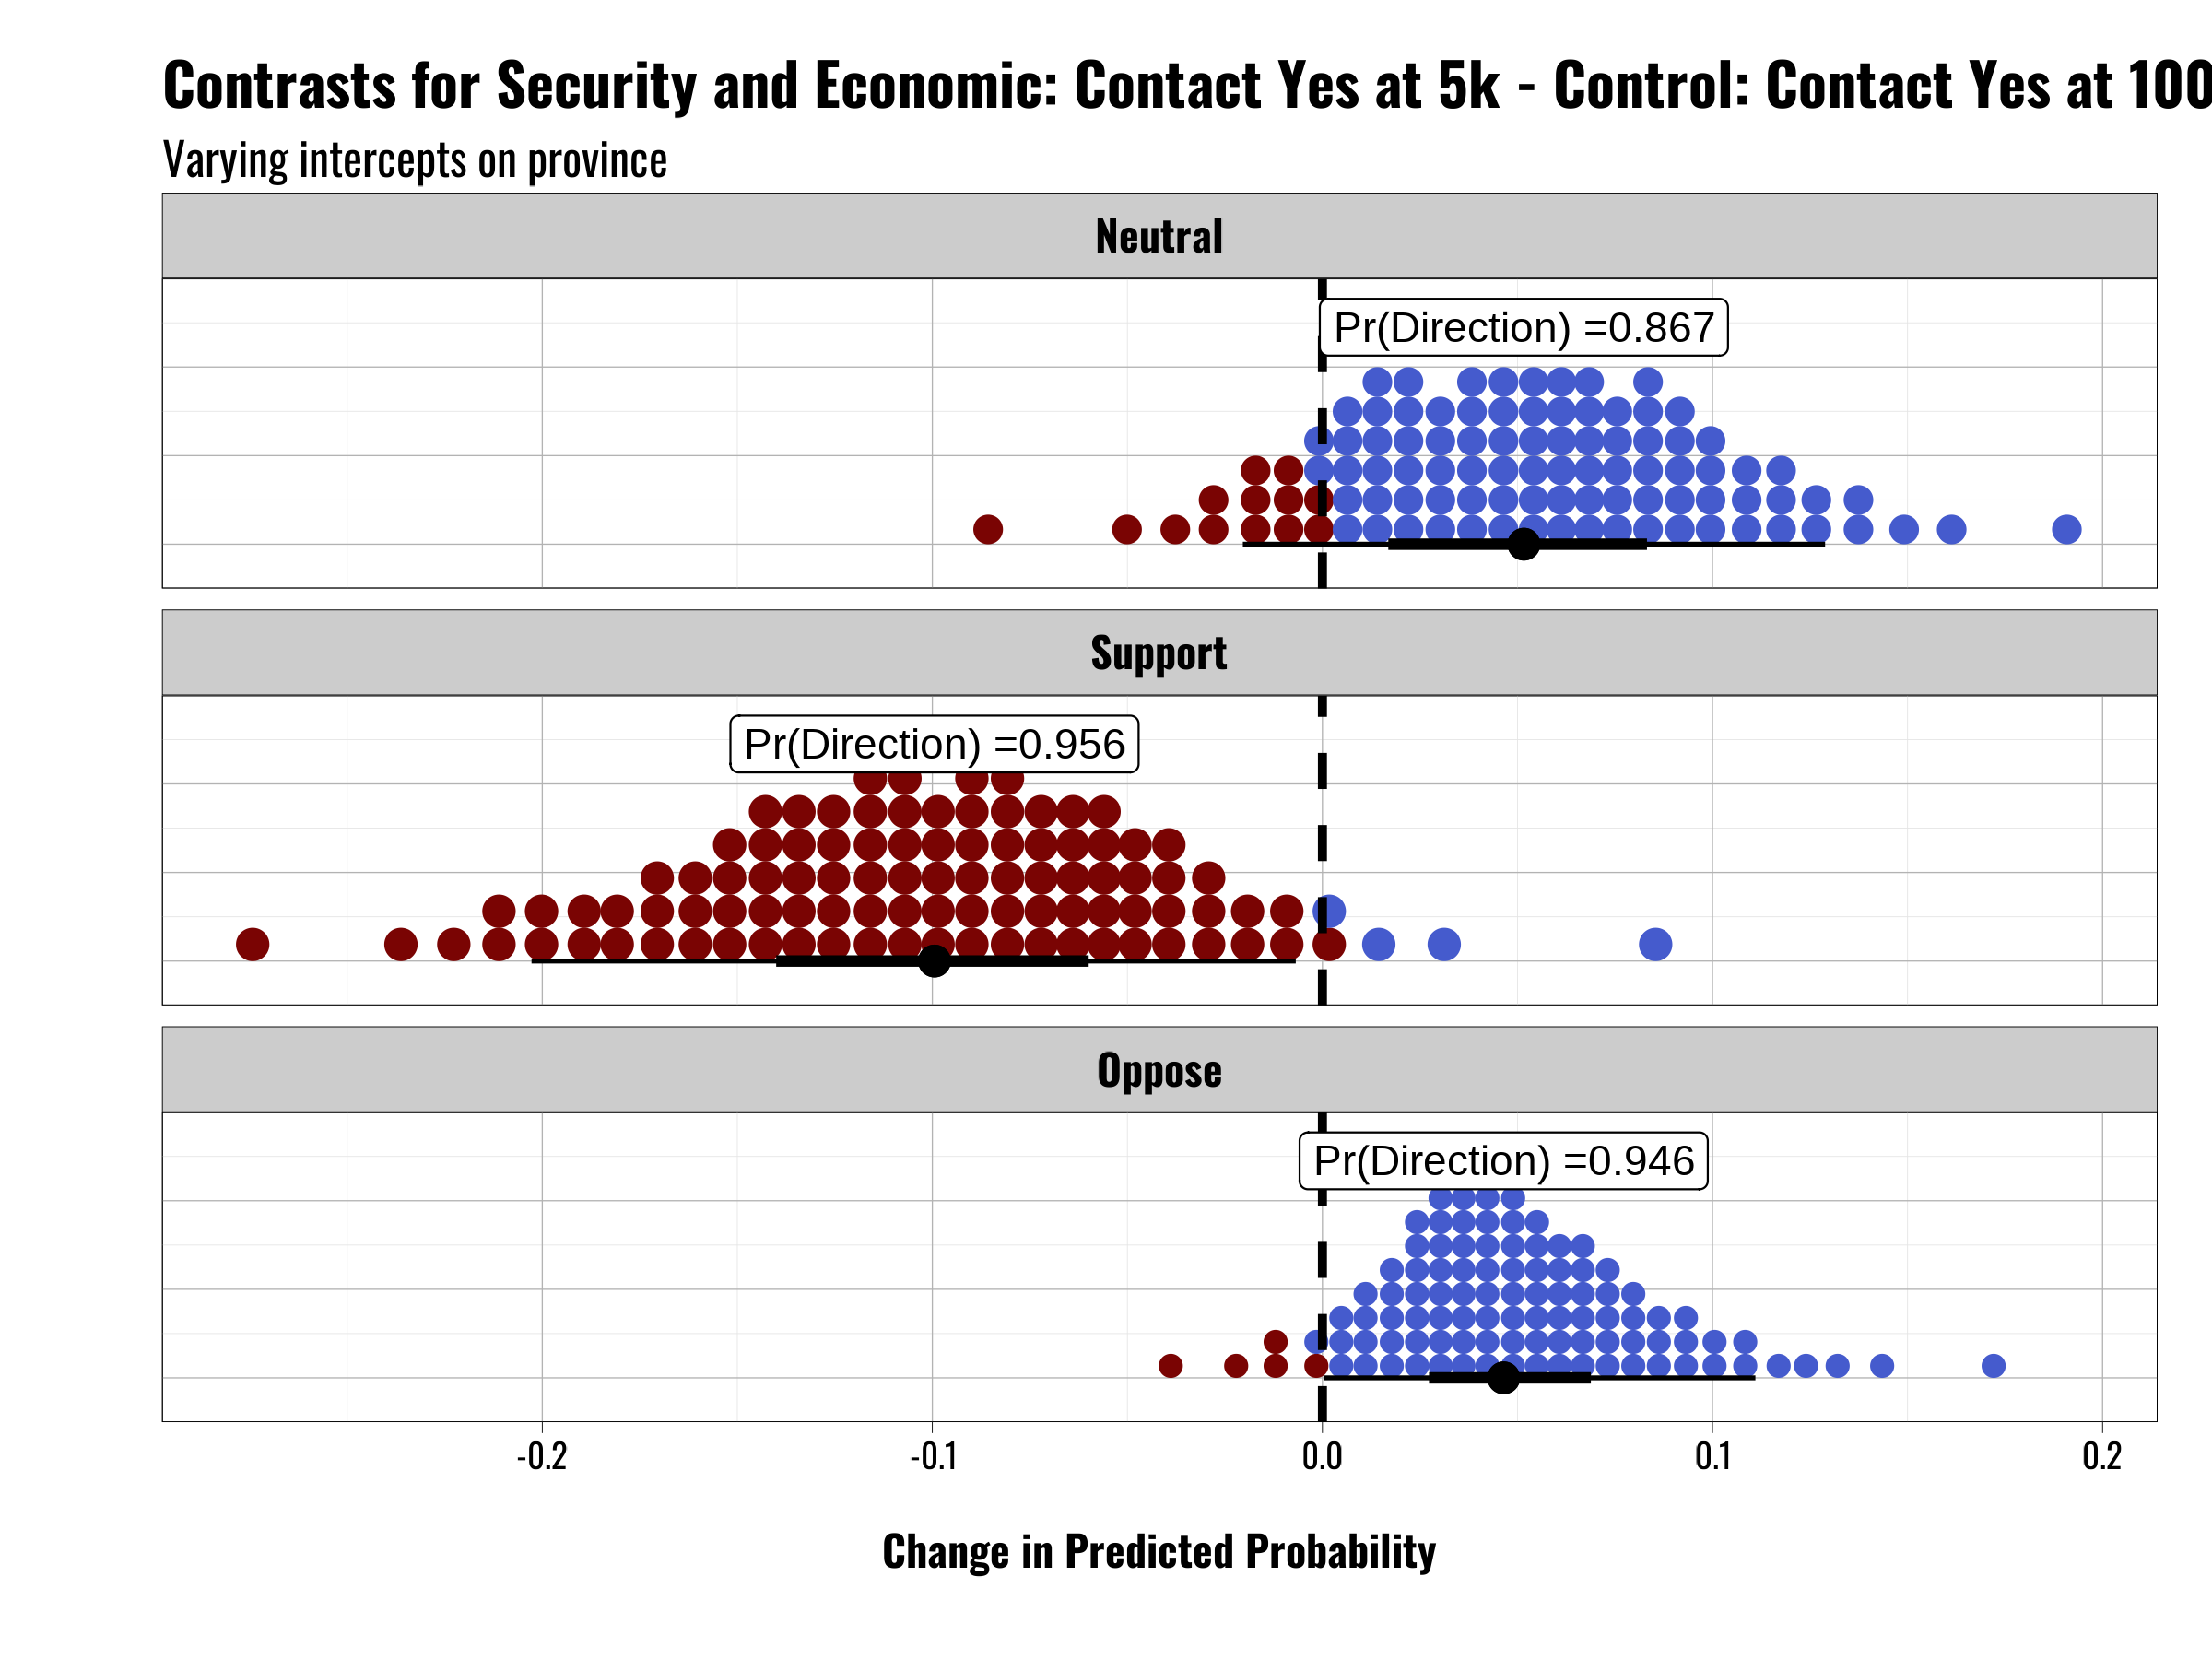 Contrasts for Security and Economic: Contact Yes at 5k - Control: Contact Yes at 100
Varying intercepts on province
Neutral
Pr(Direction) =0.867
Support
Pr(Direction) =0.956
Oppose
Pr(Direction) =0.946
-0.2 -0.1 0.0 0.1 0.2
Change in Predicted Probability